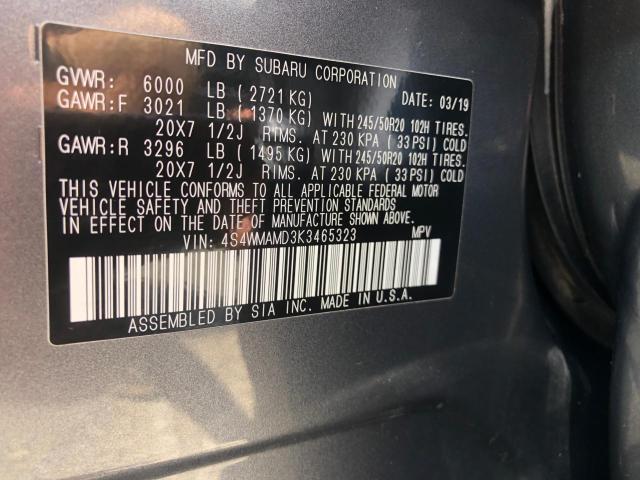 MFD BY SUBARU CORPORATION
GVWR: 6000 LB (2721 KG) DATE: 03/19
GAWR:F 3021 LB (1370 KG) WITH 245/50R20 102H TIRES.
20X7 1/2J RIMS. AT 230 KPA (33 PSI) COLD
GAWR:R 3296 LB (1495 KG) WITH 245/50R20 102H TIRES.
20X7 1/2J RIMS. AT 230 KPA (33 PSI) COLD
THIS VEHICLE CONFORMS TO ALL APPLICABLE FEDERAL MOTOR
VEHICLE SAFETY AND THEFT PREVENTION STANDARDS
IN EFFECT ON THE DATE OF MANUFACTURE SHOWN ABOVE.
VIN: 4S4WMAMD3K3465323 MPV
ASSEMBLED BY SIA INC. MADE IN U.S.A.